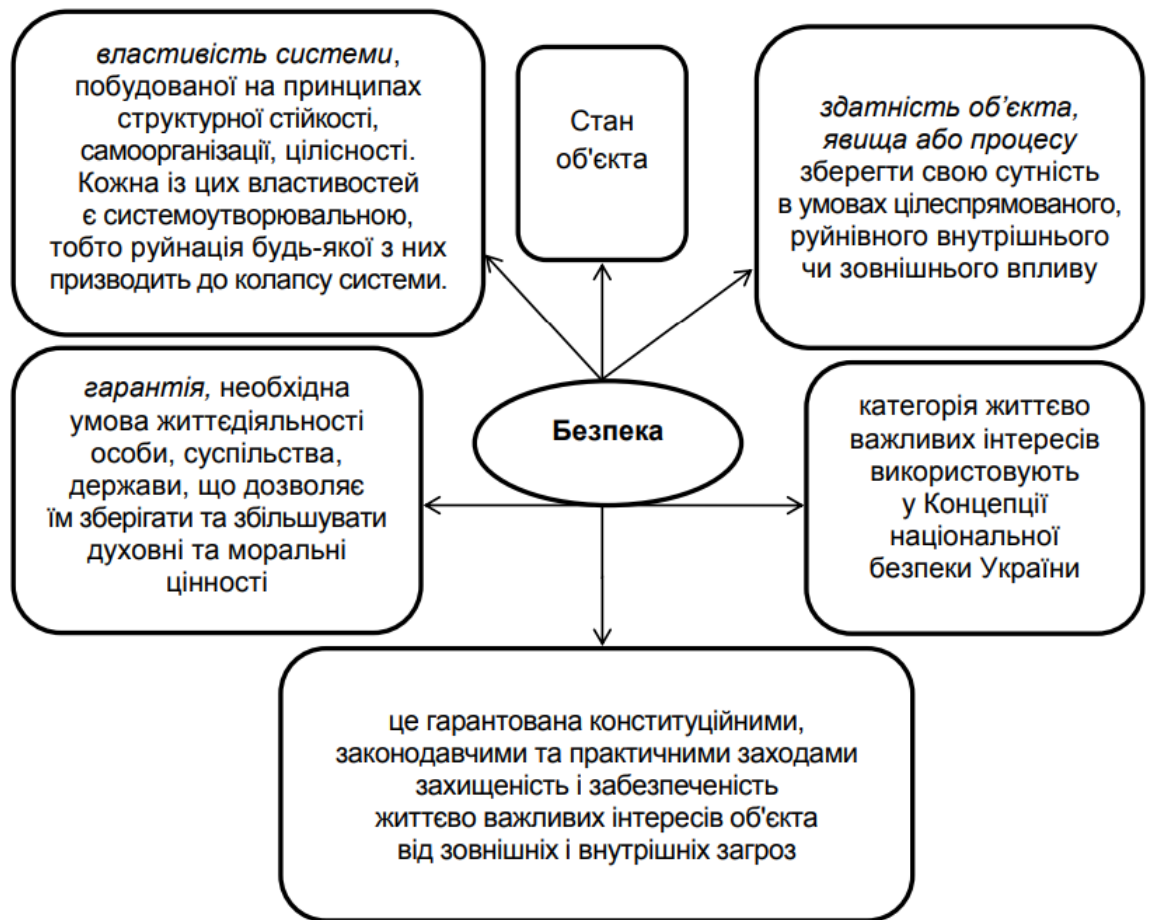 властивість системи,
побудованої на принципах
структурної стійкості,
самоорганізації, цілісності.
Кожна із цих властивостей
є системоутворювальною,
тобто руйнація будь-якої з них
призводить до колапсу системи.
Стан
об'єкта
здатність об’єкта,
явища або процесу
зберегти свою сутність
в умовах цілеспрямованого,
руйнівного внутрішнього
чи зовнішнього впливу
гарантія, необхідна
умова життєдіяльності
особи, суспільства,
держави, що дозволяє
їм зберігати та збільшувати
духовні та моральні
цінності
Безпека
категорія життєво
важливих інтересів
використовують
у Концепції
національної
безпеки України
це гарантована конституційними,
законодавчими та практичними заходами
захищеність і забезпеченість
життєво важливих інтересів об'єкта
від зовнішніх і внутрішніх загроз